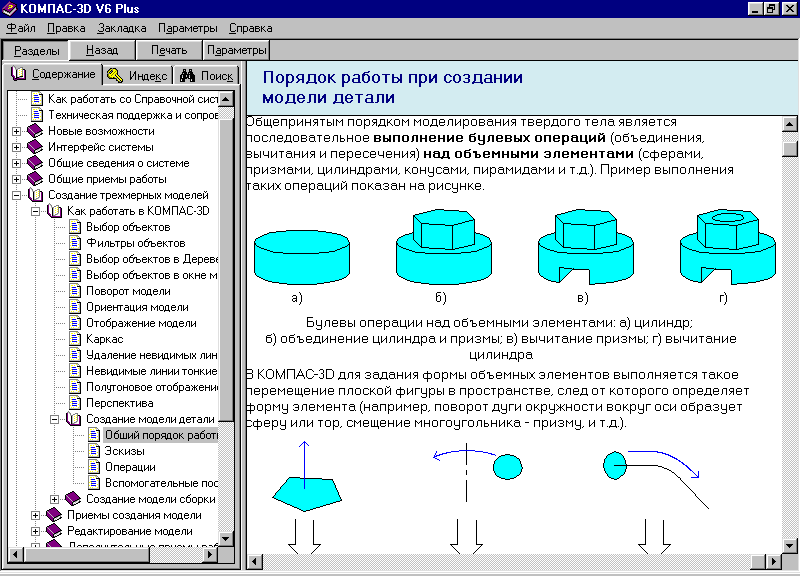 КОМПАС-3D V6 Plus
Файл Правка Закладка Параметры Справка
Разделы Назад Печать Параметры
Содержание Индекс Поиск
Как работать со Справочной сист
Техническая поддержка и сопров
Новые возможности
Интерфейс системы
Общие сведения о системе
Общие приемы работы
Создание трехмерных моделей
Как работать в КОМПАС-3D
Выбор объектов
Фильтры объектов
Выбор объектов в Дереве
Выбор объектов в окне м
Поворот модели
Ориентация модели
Отображение модели
Каркас
Удаление невидимых лин
Невидимые линии тонкие
Полутоновое отображени
Перспектива
Создание модели детали
Общий порядок работы
Эскизы
Операции
Вспомогательные пос
Создание модели сборки
Приемы создания модели
Редактирование модели
Дополнительные приемы раб
Порядок работы при создании
модели детали
Общепринятым порядком моделирования твердого тела является
последовательное выполнение булевых операций (объединения,
вычитания и пересечения) над объемными элементами (сферами,
призмами, цилиндрами, конусами, пирамидами и т.д.). Пример выполнения
таких операций показан на рисунке.
а) б) в) г)
Булевы операции над объемными элементами: а) цилиндр;
б) объединение цилиндра и призмы; в) вычитание призмы; г) вычитание
цилиндра
В КОМПАС-3D для задания формы объемных элементов выполняется такое
перемещение плоской фигуры в пространстве, след от которого определяет
форму элемента (например, поворот дуги окружности вокруг оси образует
сферу или тор, смещение многоугольника - призму, и т.д.).